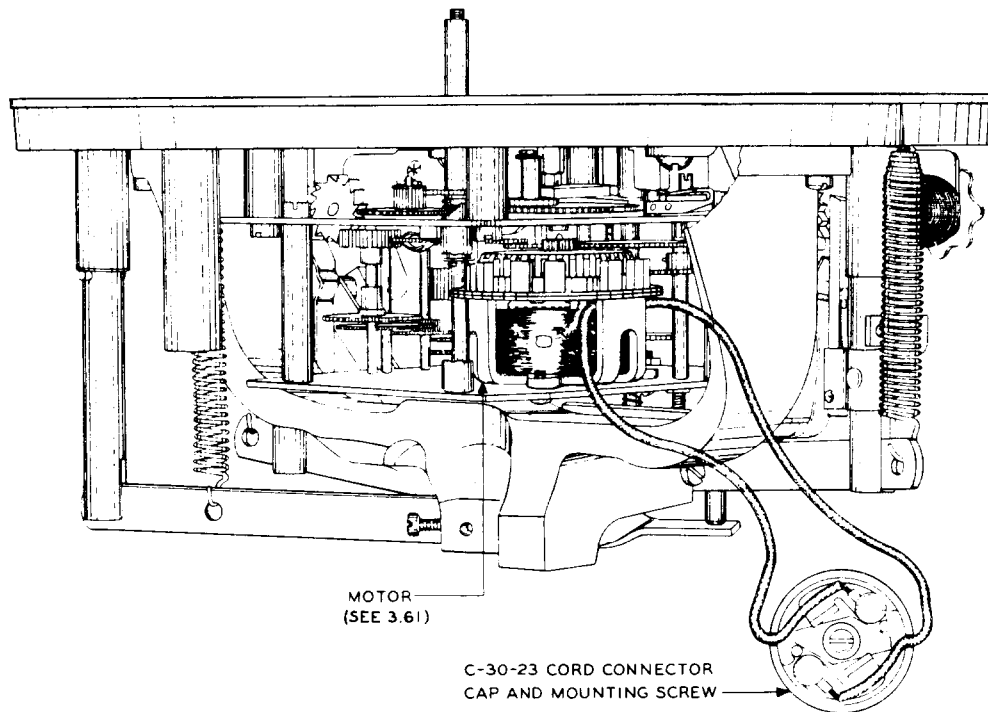 MOTOR
(SEE 3.61)
C-30-23 CORD CONNECTOR
CAP AND MOUNTING SCREW